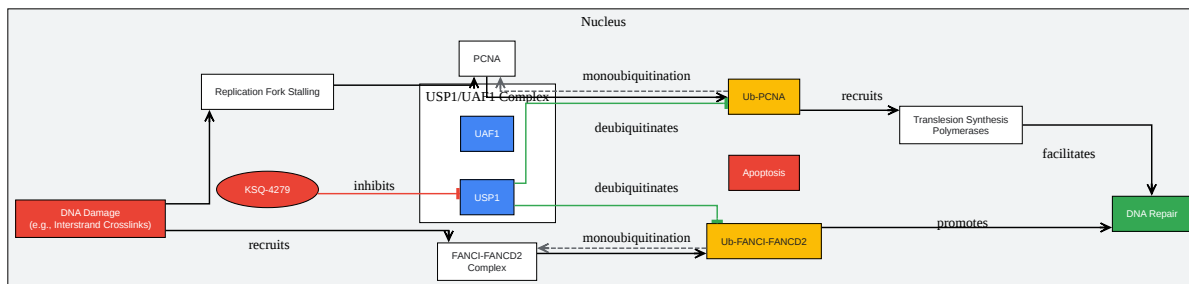 Nucleus
PCNA
monoubiquitination
Replication Fork Stalling
USP1/UAF1 Complex
Ub-PCNA
recruits
Translesion Synthesis
Polymerases
deubiquitinates
UAF1
facilitates
Apoptosis
KSQ-4279
inhibits
USP1
deubiquitinates
DNA Damage
(e.g., Interstrand Crosslinks)
DNA Repair
promotes
recruits
monoubiquitination
Ub-FANCI-FANCD2
FANCI-FANCD2
Complex